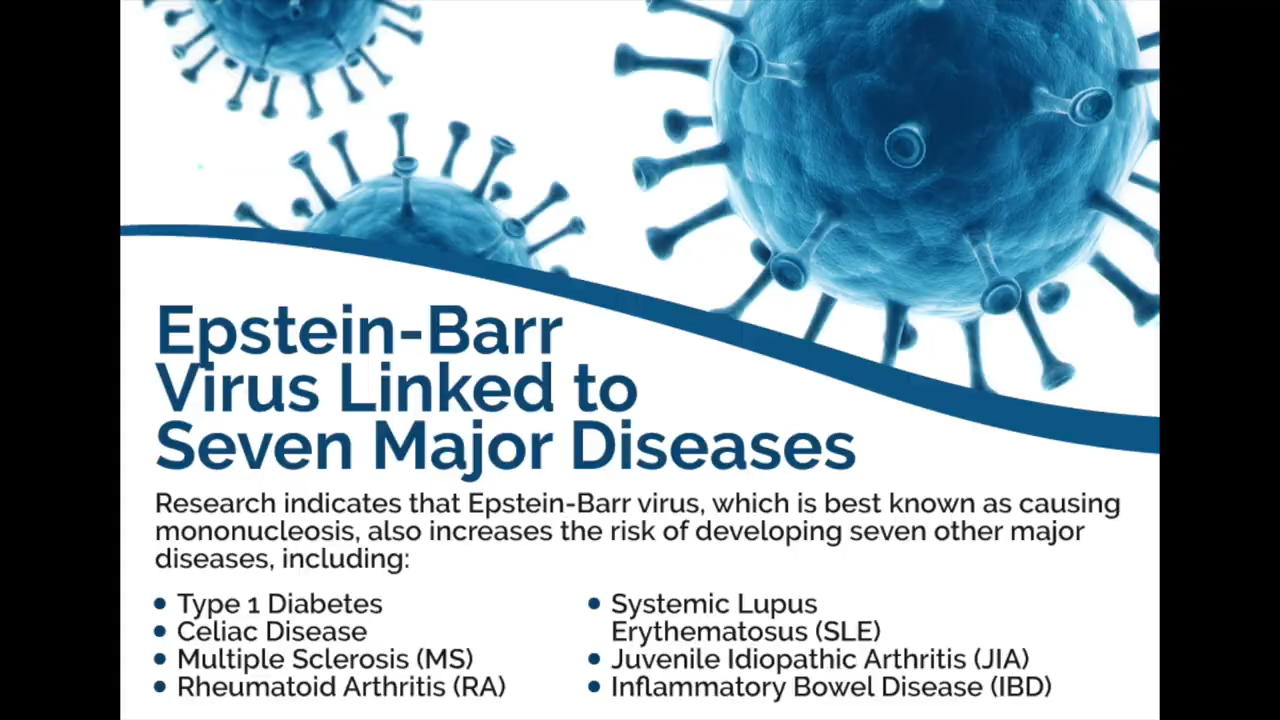 Epstein-Barr
Virus Linked to
Seven Major Diseases
Research indicates that Epstein-Barr virus, which is best known as causing
mononucleosis, also increases the risk of developing seven other major
diseases, including:
• Type 1 Diabetes
• Celiac Disease
• Multiple Sclerosis (MS)
• Rheumatoid Arthritis (RA)
• Systemic Lupus
Erythematosus (SLE)
• Juvenile Idiopathic Arthritis (JIA)
• Inflammatory Bowel Disease (IBD)